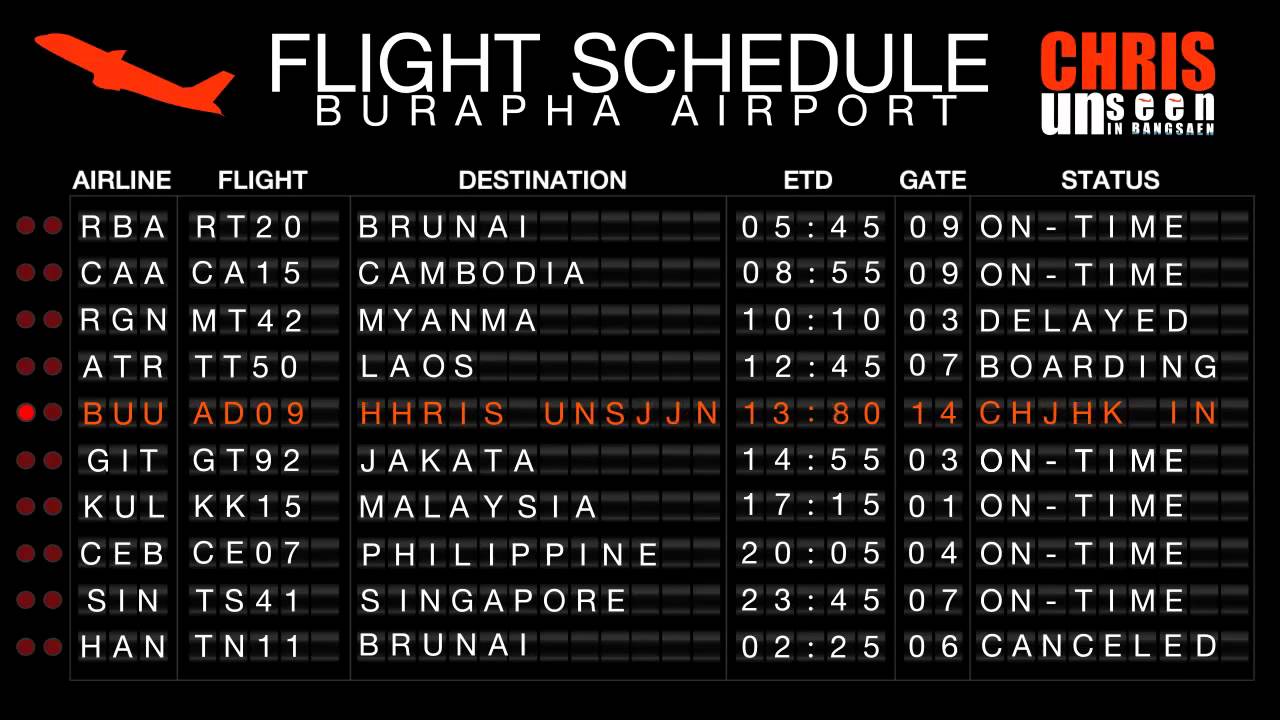 FLIGHT SCHEDULE
BURAPHA AIRPORT
CHRIS
unseen
IN BANGSAEN
AIRLINE FLIGHT DESTINATION ETD GATE STATUS
RBA RT20 BRUNAI 05:45 09 ON-TIME
CAA CA15 CAMBODIA 08:55 09 ON-TIME
RGN MT42 MYANMA 10:10 03 DELAYED
ATR TT50 LAOS 12:45 07 BOARDING
BUU AD09 HHRIS UNSJJN 13:80 14 CHJHK IN
GIT GT92 JAKATA 14:55 03 ON-TIME
KUL KK15 MALAYSIA 17:15 01 ON-TIME
CEB CE07 PHILIPPINE 20:05 04 ON-TIME
SIN TS41 SINGAPORE 23:45 07 ON-TIME
HAN TN11 BRUNAI 02:25 06 CANCELED